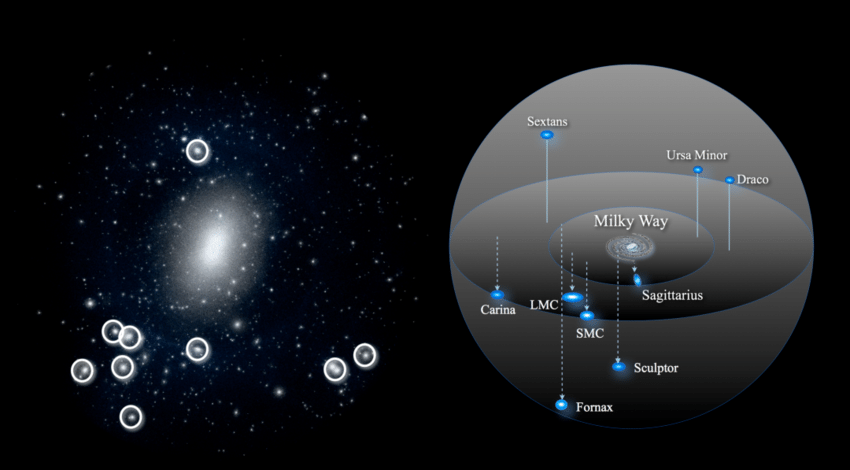 Sextans
Ursa Minor
Draco
Milky Way
Carina
LMC
Sagittarius
SMC
Sculptor
Fornax